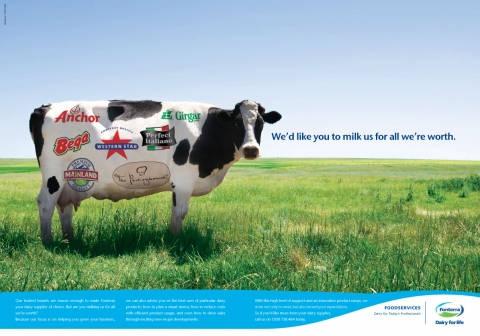 Anchor
Girgar
PREMIUM QUALITY
WESTERN STAR
Perfect
Italiano
Bega
MAINLAND
We'd like you to milk us for all we're worth.
Our trusted brands are reason enough to make Fonterra
your dairy supplier of choice. But are you milking us for all
we're worth?
Because our focus is on helping you grow your business,
we can also advise you on the best uses of particular dairy
products, how to plan a smart menu, how to reduce costs
with efficient product usage, and even how to drive sales
through exciting new recipe developments.
With this high level of support and an innovative product range, we
strive not only to meet, but also exceed your expectations.
So if you'd like more from your dairy supplier,
call us on 1300 738 484 today.
FOODSERVICES
Dairy for Today's Professionals
Fonterra
Dairy for life